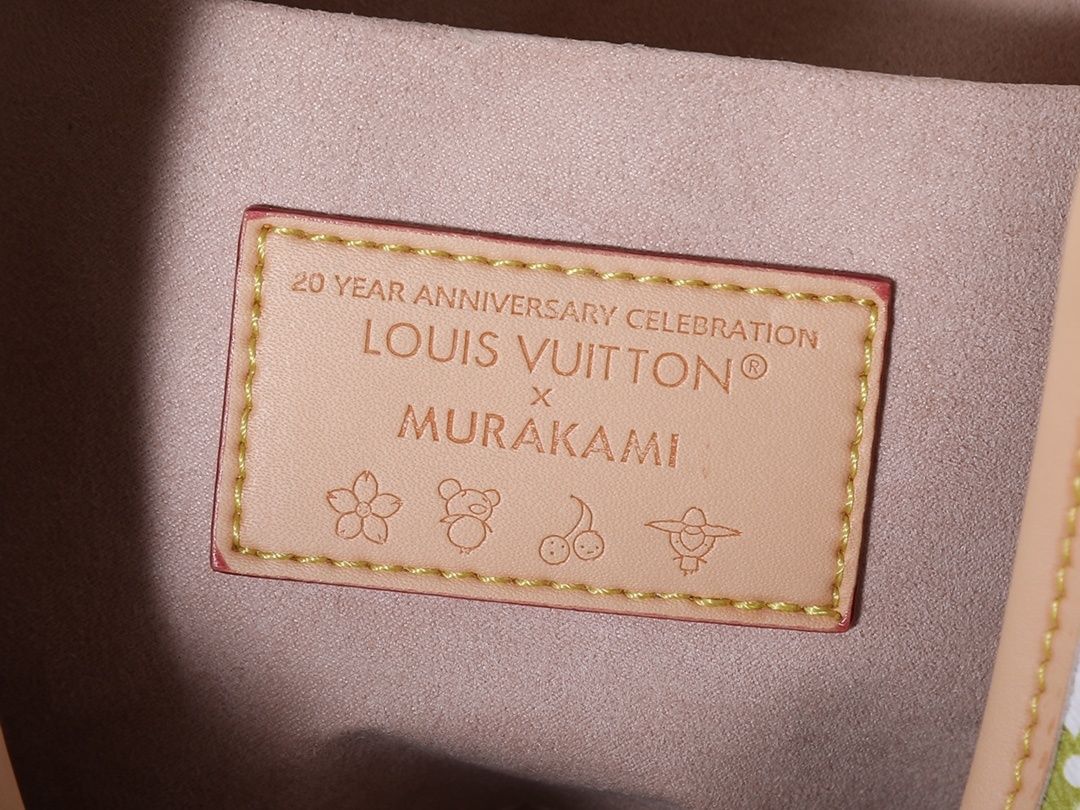 20 YEAR ANNIVERSARY CELEBRATION
LOUIS VUITTON®
x
MURAKAMI